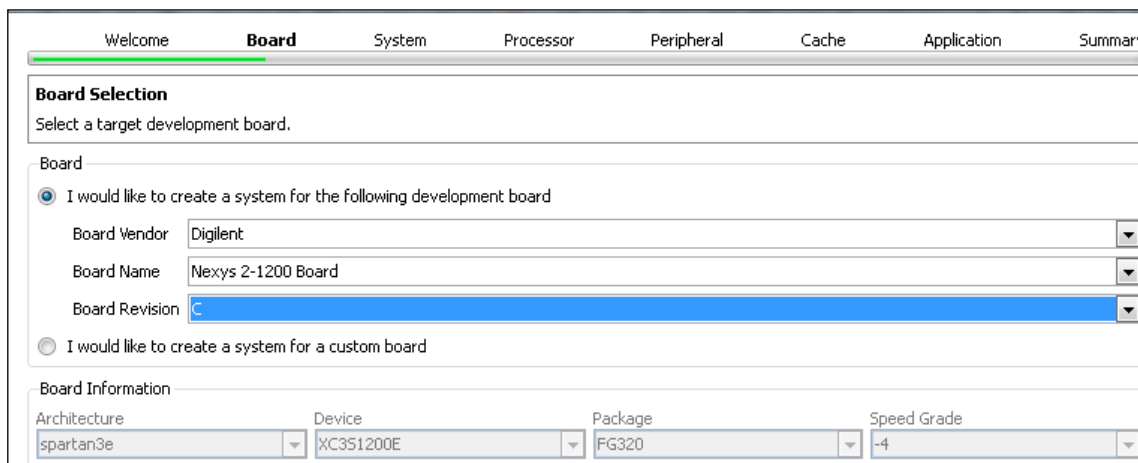 Welcome Board System Processor Peripheral Cache Application Summary
Board Selection
Select a target development board.
Board
I would like to create a system for the following development board
Board Vendor Digilent
Board Name Nexys 2-1200 Board
Board Revision C
I would like to create a system for a custom board
Board Information
Architecture Device Package Speed Grade
spartan3e XC3S1200E FG320 -4